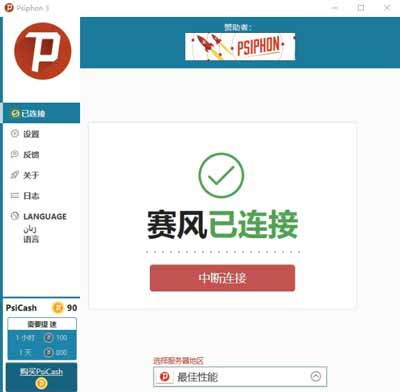 Psiphon 3
赞助者:
PSIPHON
已连接
设置
反馈
关于
日志
LANGUAGE
زبان
语言
赛风已连接
中断连接
PsiCash 90
需要提 速
1 小时 100
1 天 800
购买PsiCash
选择服务器地区
最佳性能